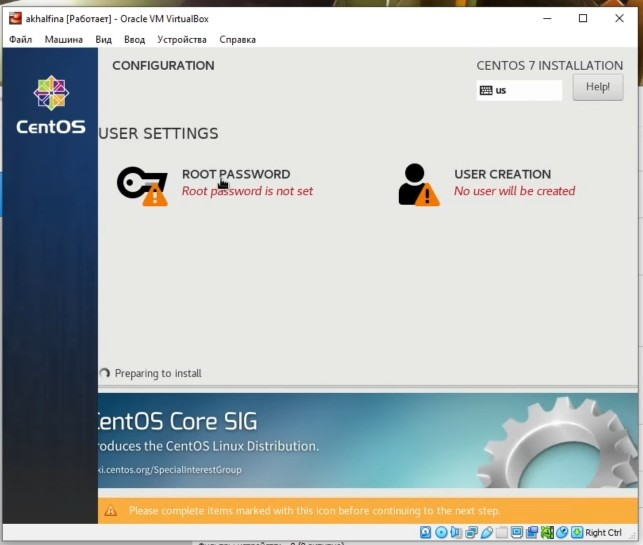 akhalfina [Работает] - Oracle VM VirtualBox
Файл Машина Вид Ввод Устройства Справка
CONFIGURATION
CENTOS 7 INSTALLATION
us
Help!
CentOS
USER SETTINGS
ROOT PASSWORD
Root password is not set
USER CREATION
No user will be created
Preparing to install
CentOS Core SIG
roduces the CentOS Linux Distribution.
ki.centos.org/SpecialInterestGroup
Please complete items marked with this icon before continuing to the next step.
Right Ctrl